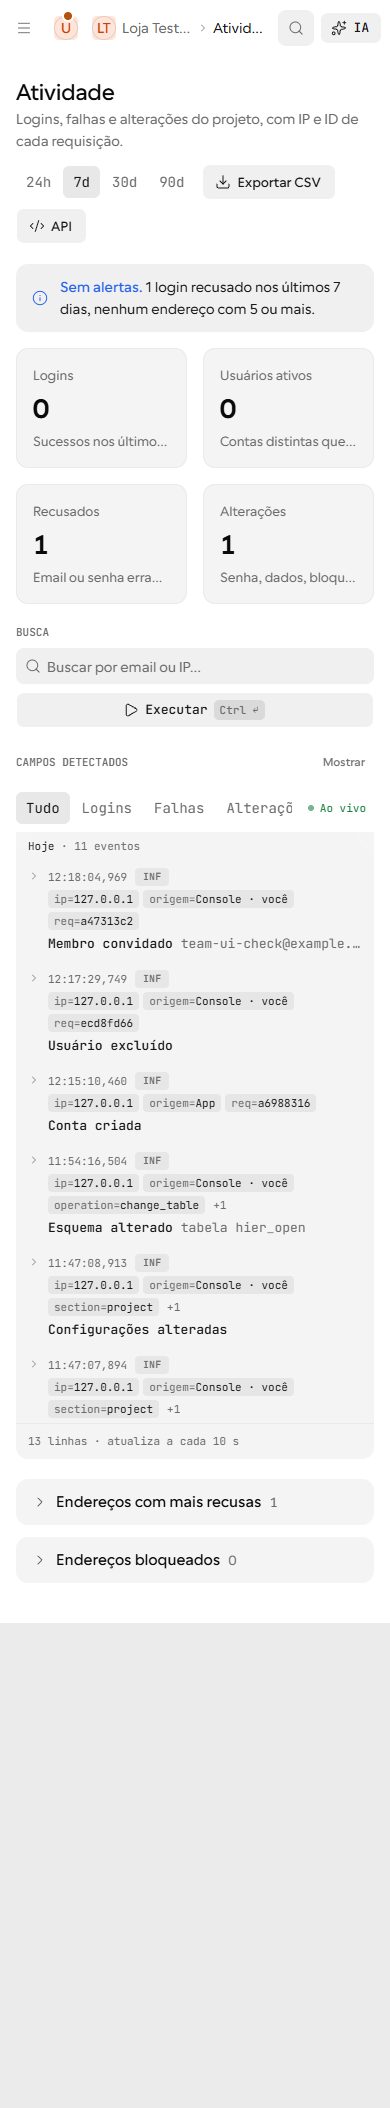 U LT Loja Test... > Ativid... IA
Atividade
Logins, falhas e alterações do projeto, com IP e ID de
cada requisição.
24h 7d 30d 90d Exportar CSV
</> API
Sem alertas. 1 login recusado nos últimos 7
dias, nenhum endereço com 5 ou mais.
Logins
0
Sucessos nos último...
Usuários ativos
0
Contas distintas que...
Recusados
1
Email ou senha erra...
Alterações
1
Senha, dados, bloqu...
BUSCA
Buscar por email ou IP...
Executar Ctrl ⏎
CAMPOS DETECTADOS Mostrar
Tudo Logins Falhas Alteraçõ Ao vivo
Hoje · 11 eventos
12:18:04,969 INF
ip=127.0.0.1 origem=Console · você
req=a47313c2
Membro convidado team-ui-check@example.…
12:17:29,749 INF
ip=127.0.0.1 origem=Console · você
req=ecd8fd66
Usuário excluído
12:15:10,460 INF
ip=127.0.0.1 origem=App req=a6988316
Conta criada
11:54:16,504 INF
ip=127.0.0.1 origem=Console · você
operation=change_table +1
Esquema alterado tabela hier_open
11:47:08,913 INF
ip=127.0.0.1 origem=Console · você
section=project +1
Configurações alteradas
11:47:07,894 INF
ip=127.0.0.1 origem=Console · você
section=project +1
13 linhas · atualiza a cada 10 s
Endereços com mais recusas 1
Endereços bloqueados 0